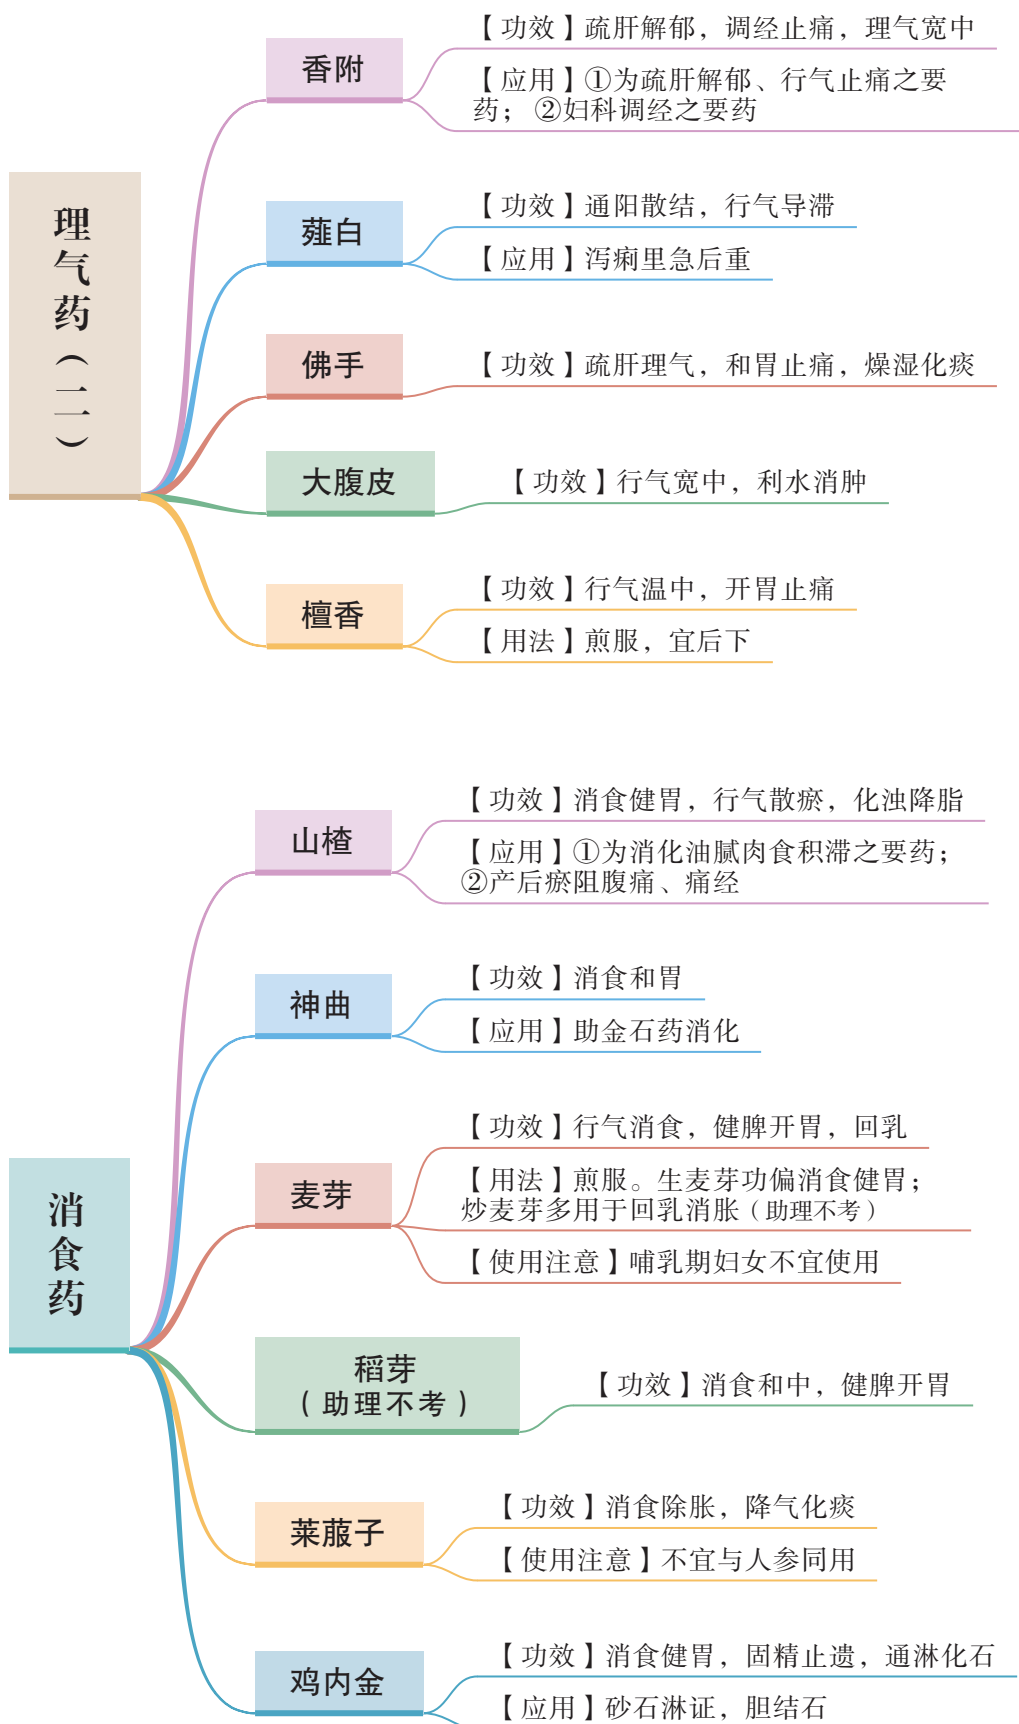 理气药（二）
香附
【功效】疏肝解郁，调经止痛，理气宽中
【应用】①为疏肝解郁、行气止痛之要
药；②妇科调经之要药
薤白
【功效】通阳散结，行气导滞
【应用】泻痢里急后重
佛手
【功效】疏肝理气，和胃止痛，燥湿化痰
大腹皮
【功效】行气宽中，利水消肿
檀香
【功效】行气温中，开胃止痛
【用法】煎服，宜后下
消食药
山楂
【功效】消食健胃，行气散瘀，化浊降脂
【应用】①为消化油腻肉食积滞之要药；
②产后瘀阻腹痛、痛经
神曲
【功效】消食和胃
【应用】助金石药消化
麦芽
【功效】行气消食，健脾开胃，回乳
【用法】煎服。生麦芽功偏消食健胃；
炒麦芽多用于回乳消胀（助理不考）
【使用注意】哺乳期妇女不宜使用
稻芽
（助理不考）
【功效】消食和中，健脾开胃
莱菔子
【功效】消食除胀，降气化痰
【使用注意】不宜与人参同用
鸡内金
【功效】消食健胃，固精止遗，通淋化石
【应用】砂石淋证，胆结石